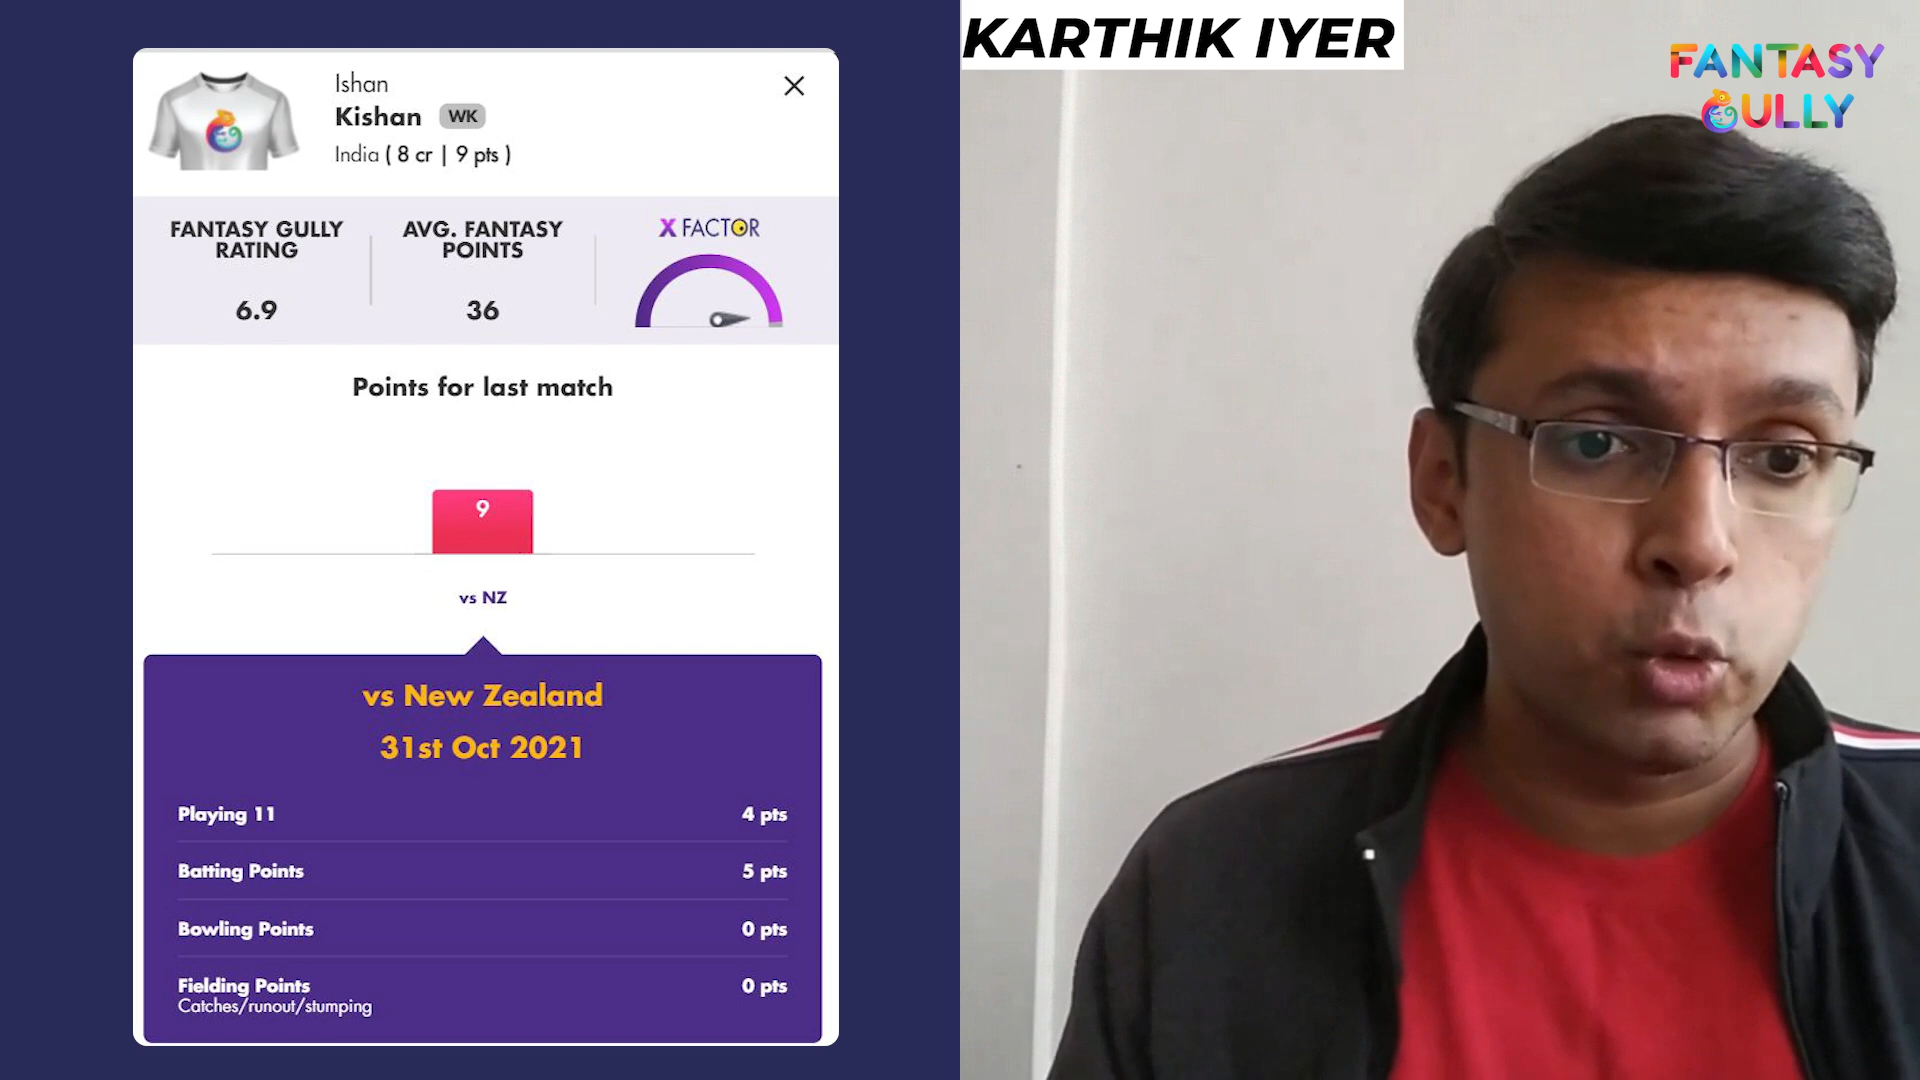 Ishan
Kishan WK
India ( 8 cr | 9 pts )
FANTASY GULLY
RATING
6.9
AVG. FANTASY
POINTS
36
X FACTOR
Points for last match
9
vs NZ
vs New Zealand
31st Oct 2021
Playing 11 4 pts
Batting Points 5 pts
Bowling Points 0 pts
Fielding Points 0 pts
Catches/runout/stumping
KARTHIK IYER
FANTASY
GULLY